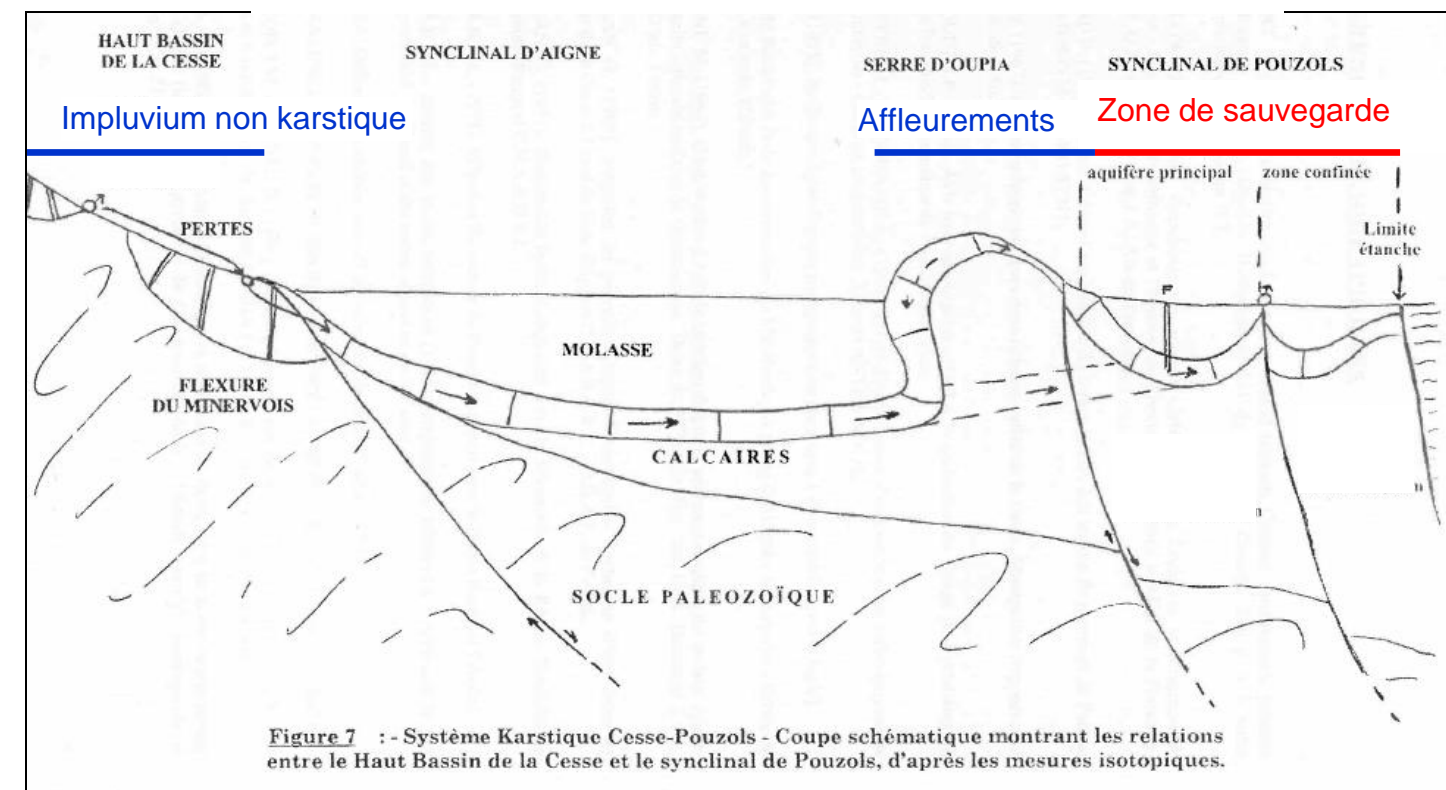 HAUT BASSIN
DE LA CESSE
SYNCLINAL D'AIGNE
SERRE D'OUPIA
SYNCLINAL DE POUZOLS
Impluvium non karstique
Affleurements
Zone de sauvegarde
aquifère principal
zone confinée
PERTES
Limite
étanche
MOLASSE
FLEXURE
DU MINERVOIS
CALCAIRES
SOCLE PALEOZOÏQUE
Figure 7 : - Système Karstique Cesse-Pouzols - Coupe schématique montrant les relations
entre le Haut Bassin de la Cesse et le synclinal de Pouzols, d'après les mesures isotopiques.